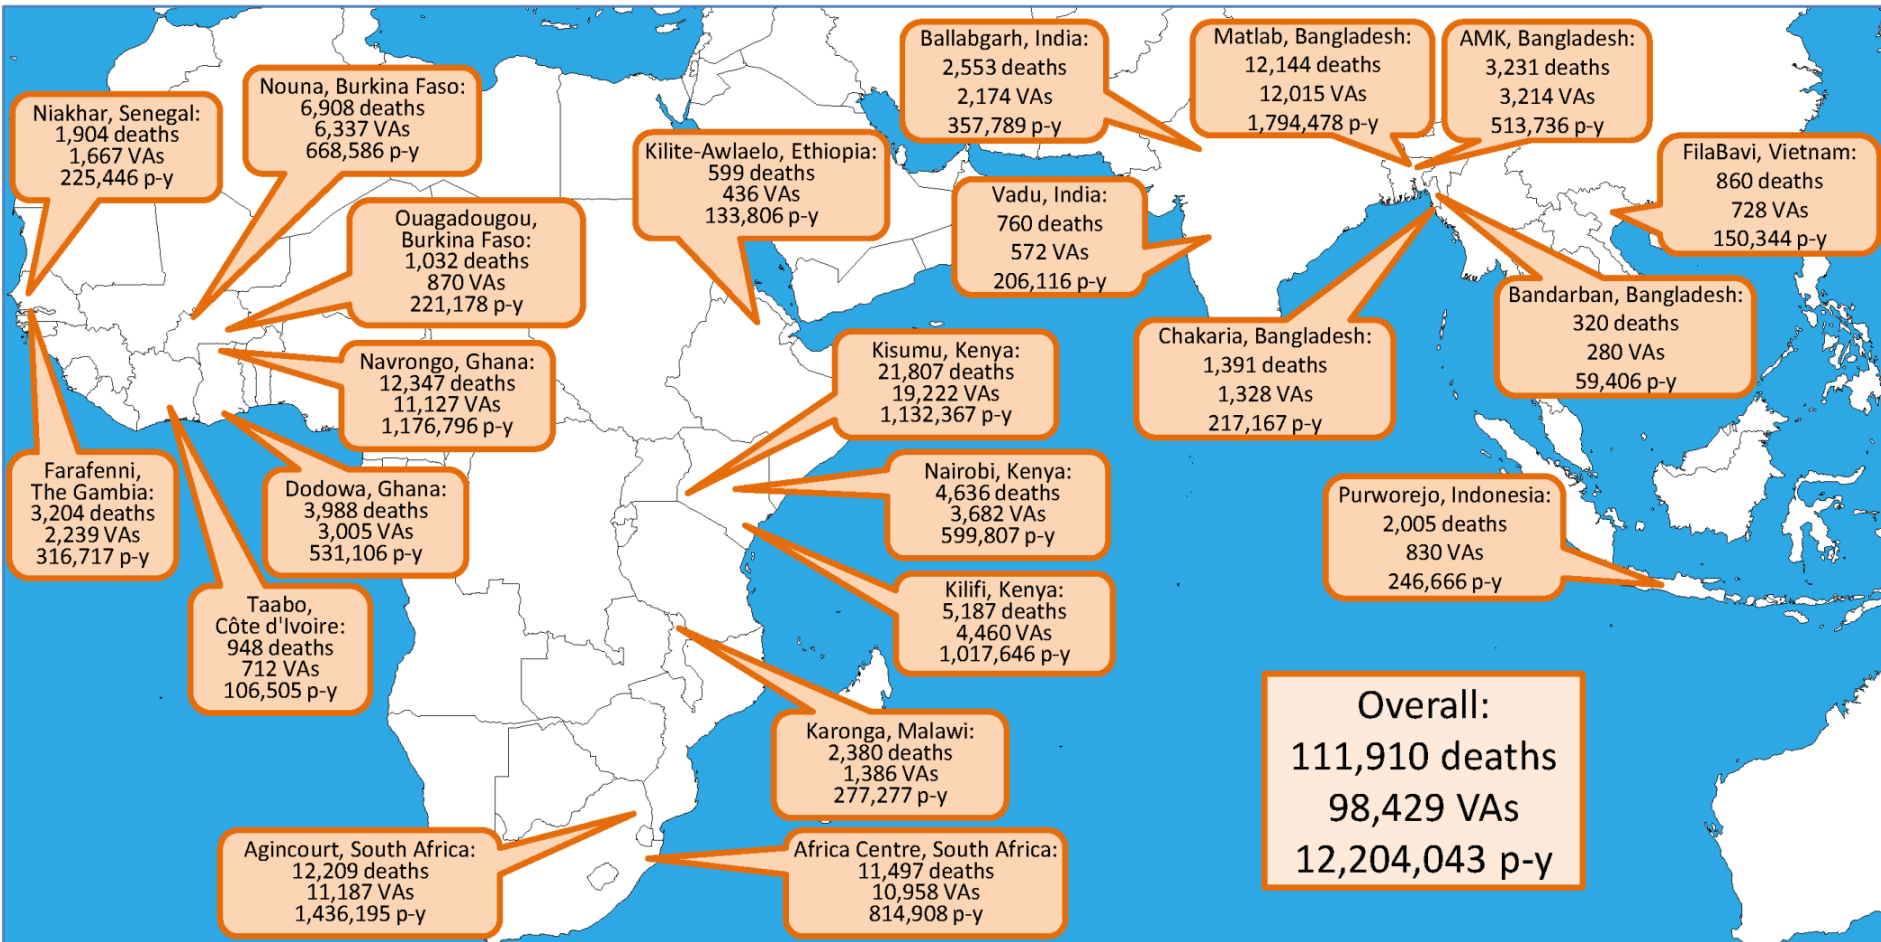 Niakhar, Senegal:
1,904 deaths
1,667 VAs
225,446 p-y
Nouna, Burkina Faso:
6,908 deaths
6,337 VAs
668,586 p-y
Ouagadougou,
Burkina Faso:
1,032 deaths
870 VAs
221,178 p-y
Kilite-Awlaelo, Ethiopia:
599 deaths
436 VAs
133,806 p-y
Ballabgarh, India:
2,553 deaths
2,174 VAs
357,789 p-y
Matlab, Bangladesh:
12,144 deaths
12,015 VAs
1,794,478 p-y
AMK, Bangladesh:
3,231 deaths
3,214 VAs
513,736 p-y
FilaBavi, Vietnam:
860 deaths
728 VAs
150,344 p-y
Vadu, India:
760 deaths
572 VAs
206,116 p-y
Bandarban, Bangladesh:
320 deaths
280 VAs
59,406 p-y
Chakaria, Bangladesh:
1,391 deaths
1,328 VAs
217,167 p-y
Navrongo, Ghana:
12,347 deaths
11,127 VAs
1,176,796 p-y
Kisumu, Kenya:
21,807 deaths
19,222 VAs
1,132,367 p-y
Farafenni,
The Gambia:
3,204 deaths
2,239 VAs
316,717 p-y
Dodowa, Ghana:
3,988 deaths
3,005 VAs
531,106 p-y
Nairobi, Kenya:
4,636 deaths
3,682 VAs
599,807 p-y
Purworejo, Indonesia:
2,005 deaths
830 VAs
246,666 p-y
Taabo,
Côte d'Ivoire:
948 deaths
712 VAs
106,505 p-y
Kilifi, Kenya:
5,187 deaths
4,460 VAs
1,017,646 p-y
Karonga, Malawi:
2,380 deaths
1,386 VAs
277,277 p-y
Agincourt, South Africa:
12,209 deaths
11,187 VAs
1,436,195 p-y
Africa Centre, South Africa:
11,497 deaths
10,958 VAs
814,908 p-y
Overall:
111,910 deaths
98,429 VAs
12,204,043 p-y